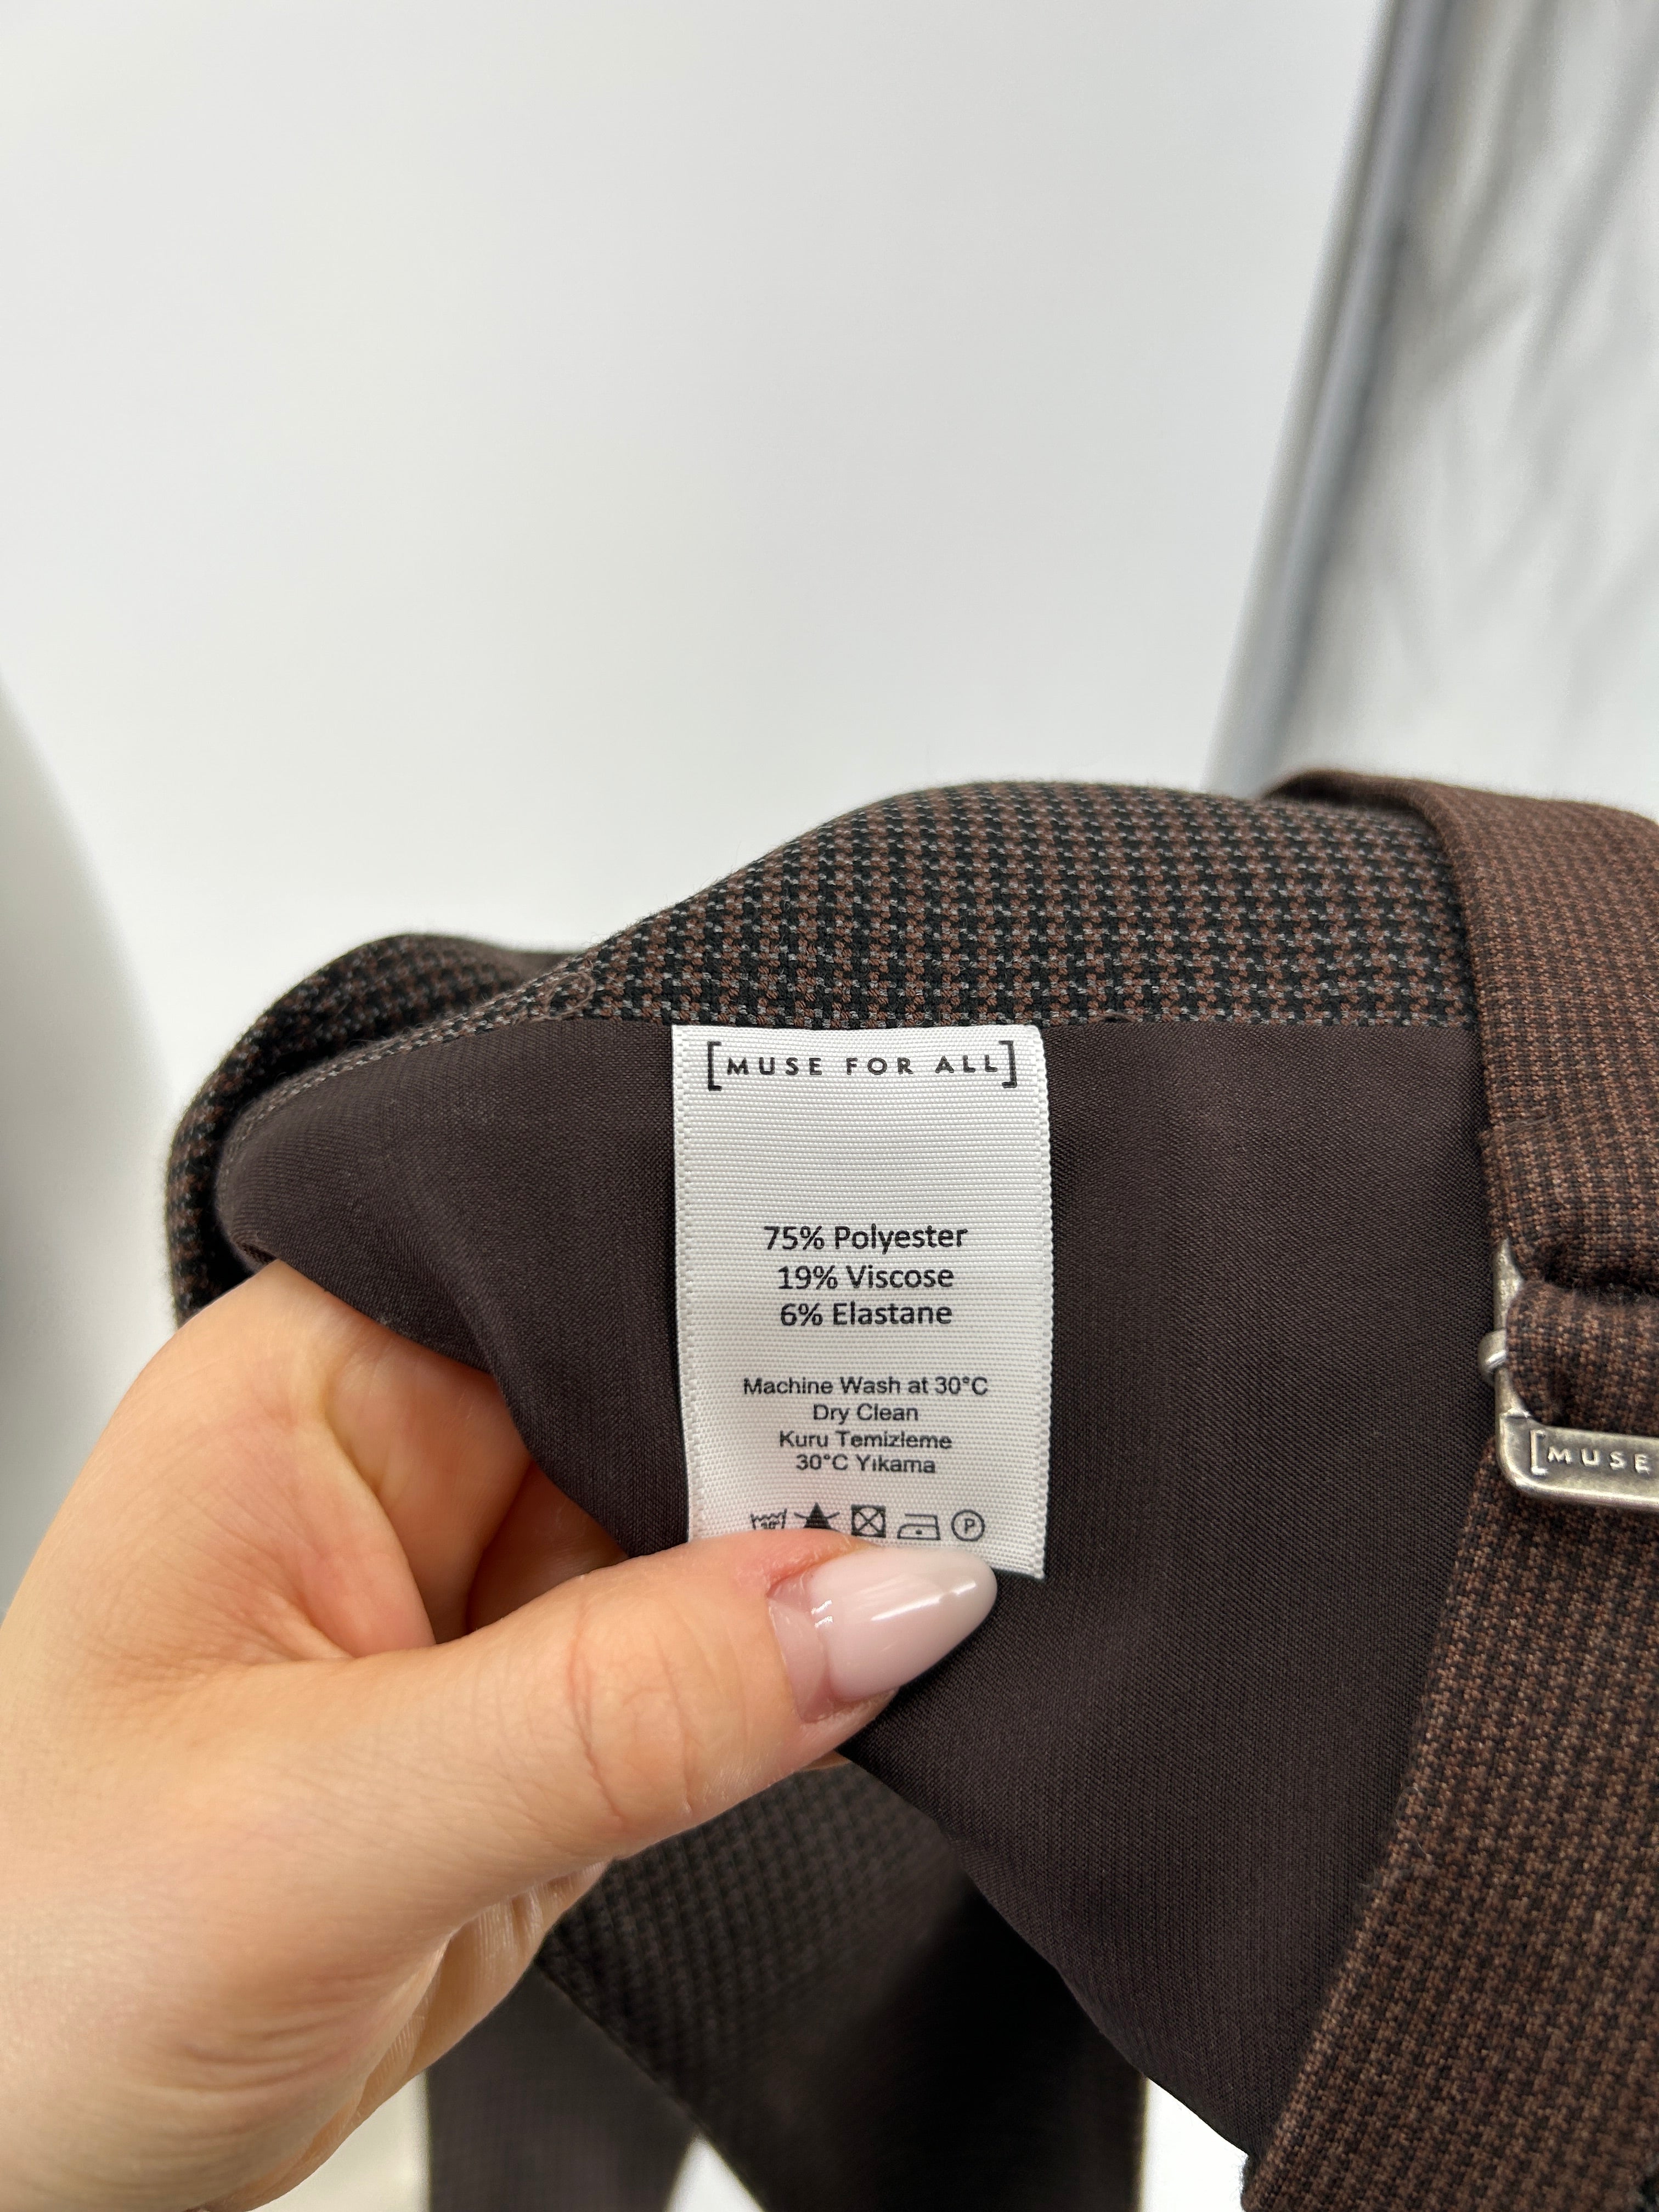 [MUSE FOR ALL]
75% Polyester
19% Viscose
6% Elastane
Machine Wash at 30°C
Dry Clean
Kuru Temizleme
30°C Yıkama
P
[MUSE